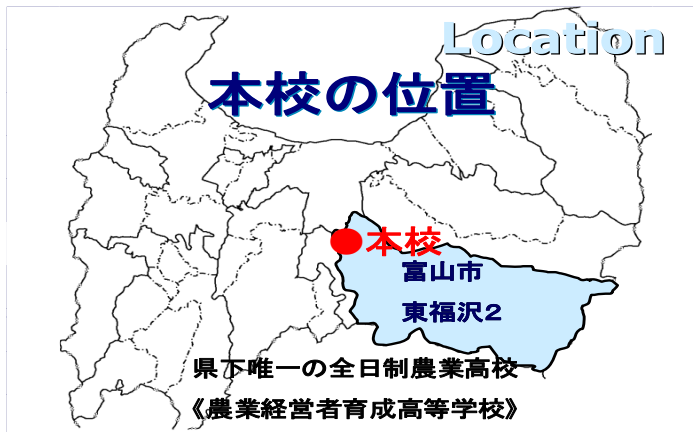 Location
本校の位置
本校
富山市
東福沢2
県下唯一の全日制農業高校
《農業経営者育成高等学校》